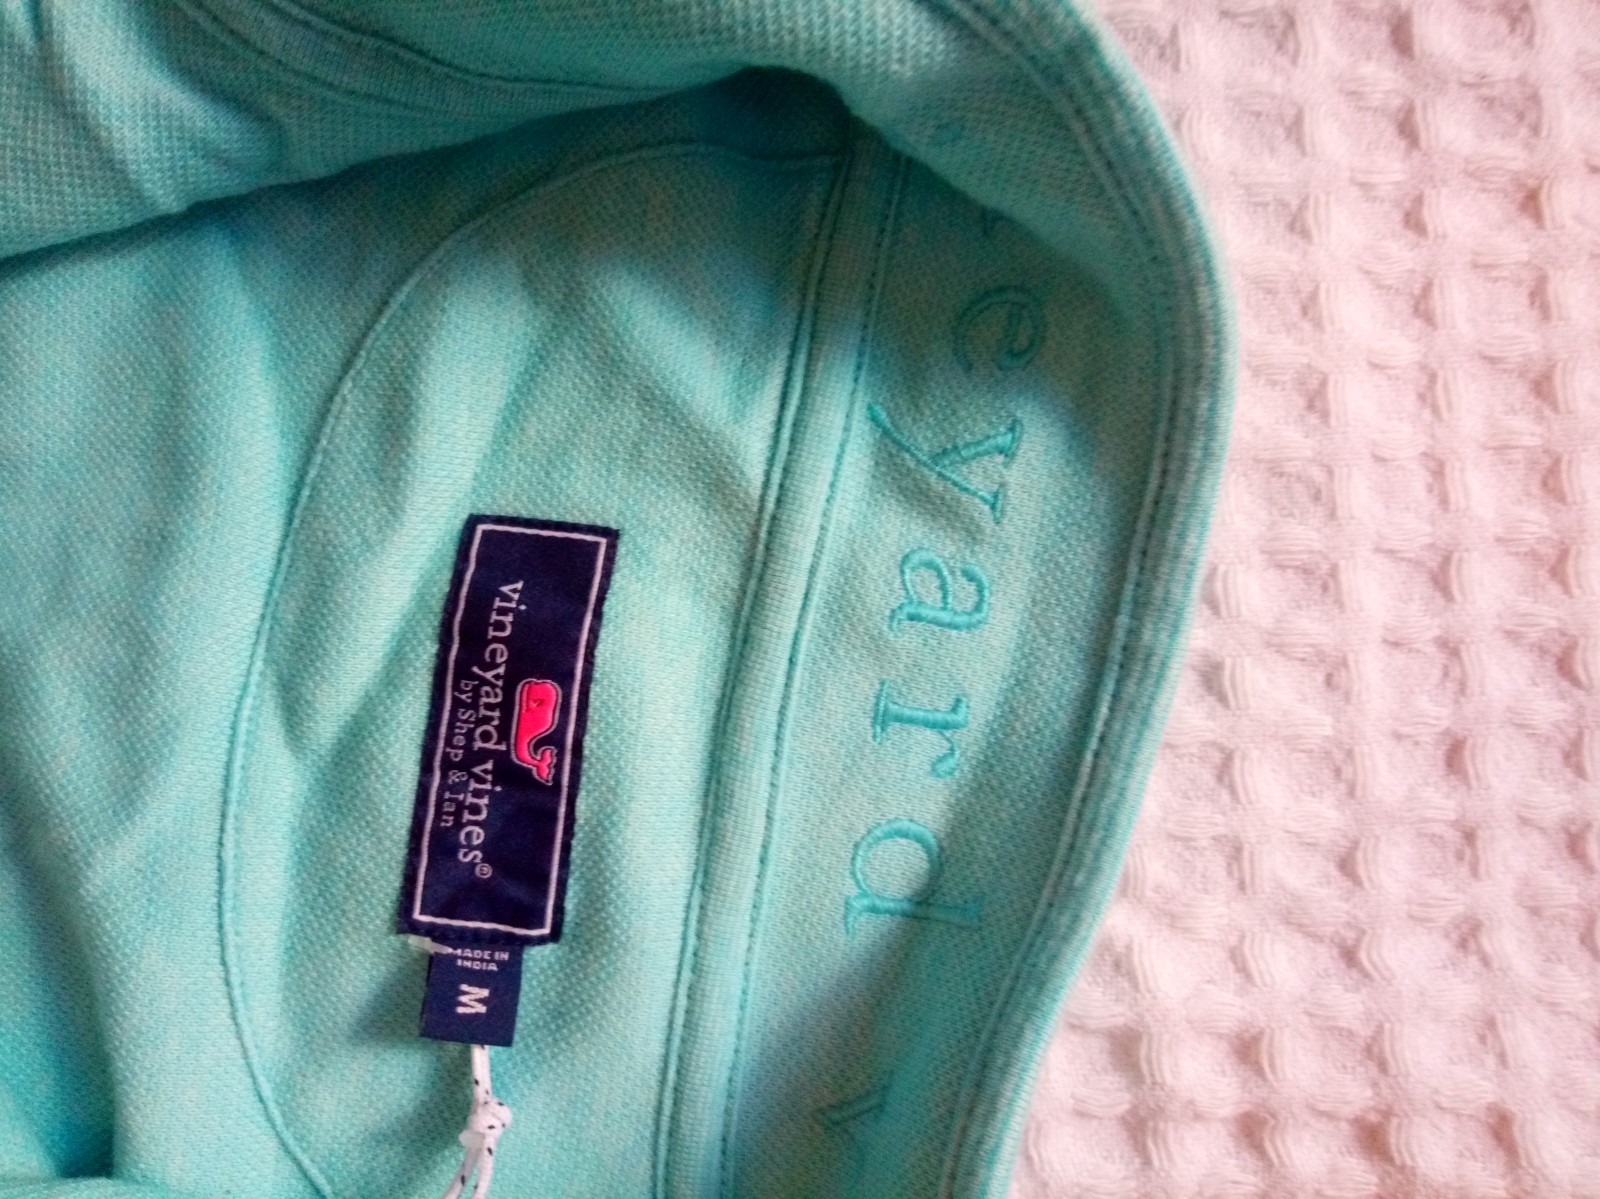 vineyard vines®
by Shep & Ian
MADE IN
INDIA
M
eyard v